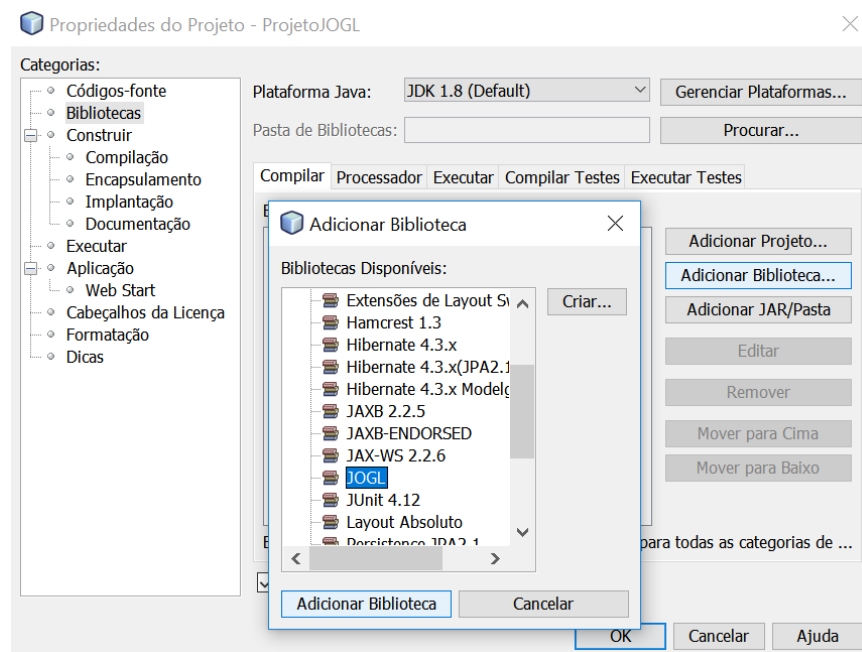 Propriedades do Projeto - ProjetoJOGL
Categorias:
Códigos-fonte
Bibliotecas
Construir
Compilação
Encapsulamento
Implantação
Documentação
Executar
Aplicação
Web Start
Cabeçalhos da Licença
Formatação
Dicas
Plataforma Java: JDK 1.8 (Default) Gerenciar Plataformas...
Pasta de Bibliotecas: Procurar...
Compilar Processador Executar Compilar Testes Executar Testes
Adicionar Biblioteca
Bibliotecas Disponíveis:
Extensões de Layout
Hamcrest 1.3
Hibernate 4.3.x
Hibernate 4.3.x(JPA2.1
Hibernate 4.3.x
JAXB 2.2.5
JAXB-ENDORSED
JAX-WS 2.2.6
JOGL
JUnit 4.12
Layout Absoluto
Persistence JPA2.1
Criar...
Adicionar Biblioteca Cancelar
Adicionar Projeto...
Adicionar Biblioteca...
Adicionar JAR/Pasta
Editar
Remover
Mover para Cima
Mover para Baixo
para todas as categorias de ...
OK Cancelar Ajuda